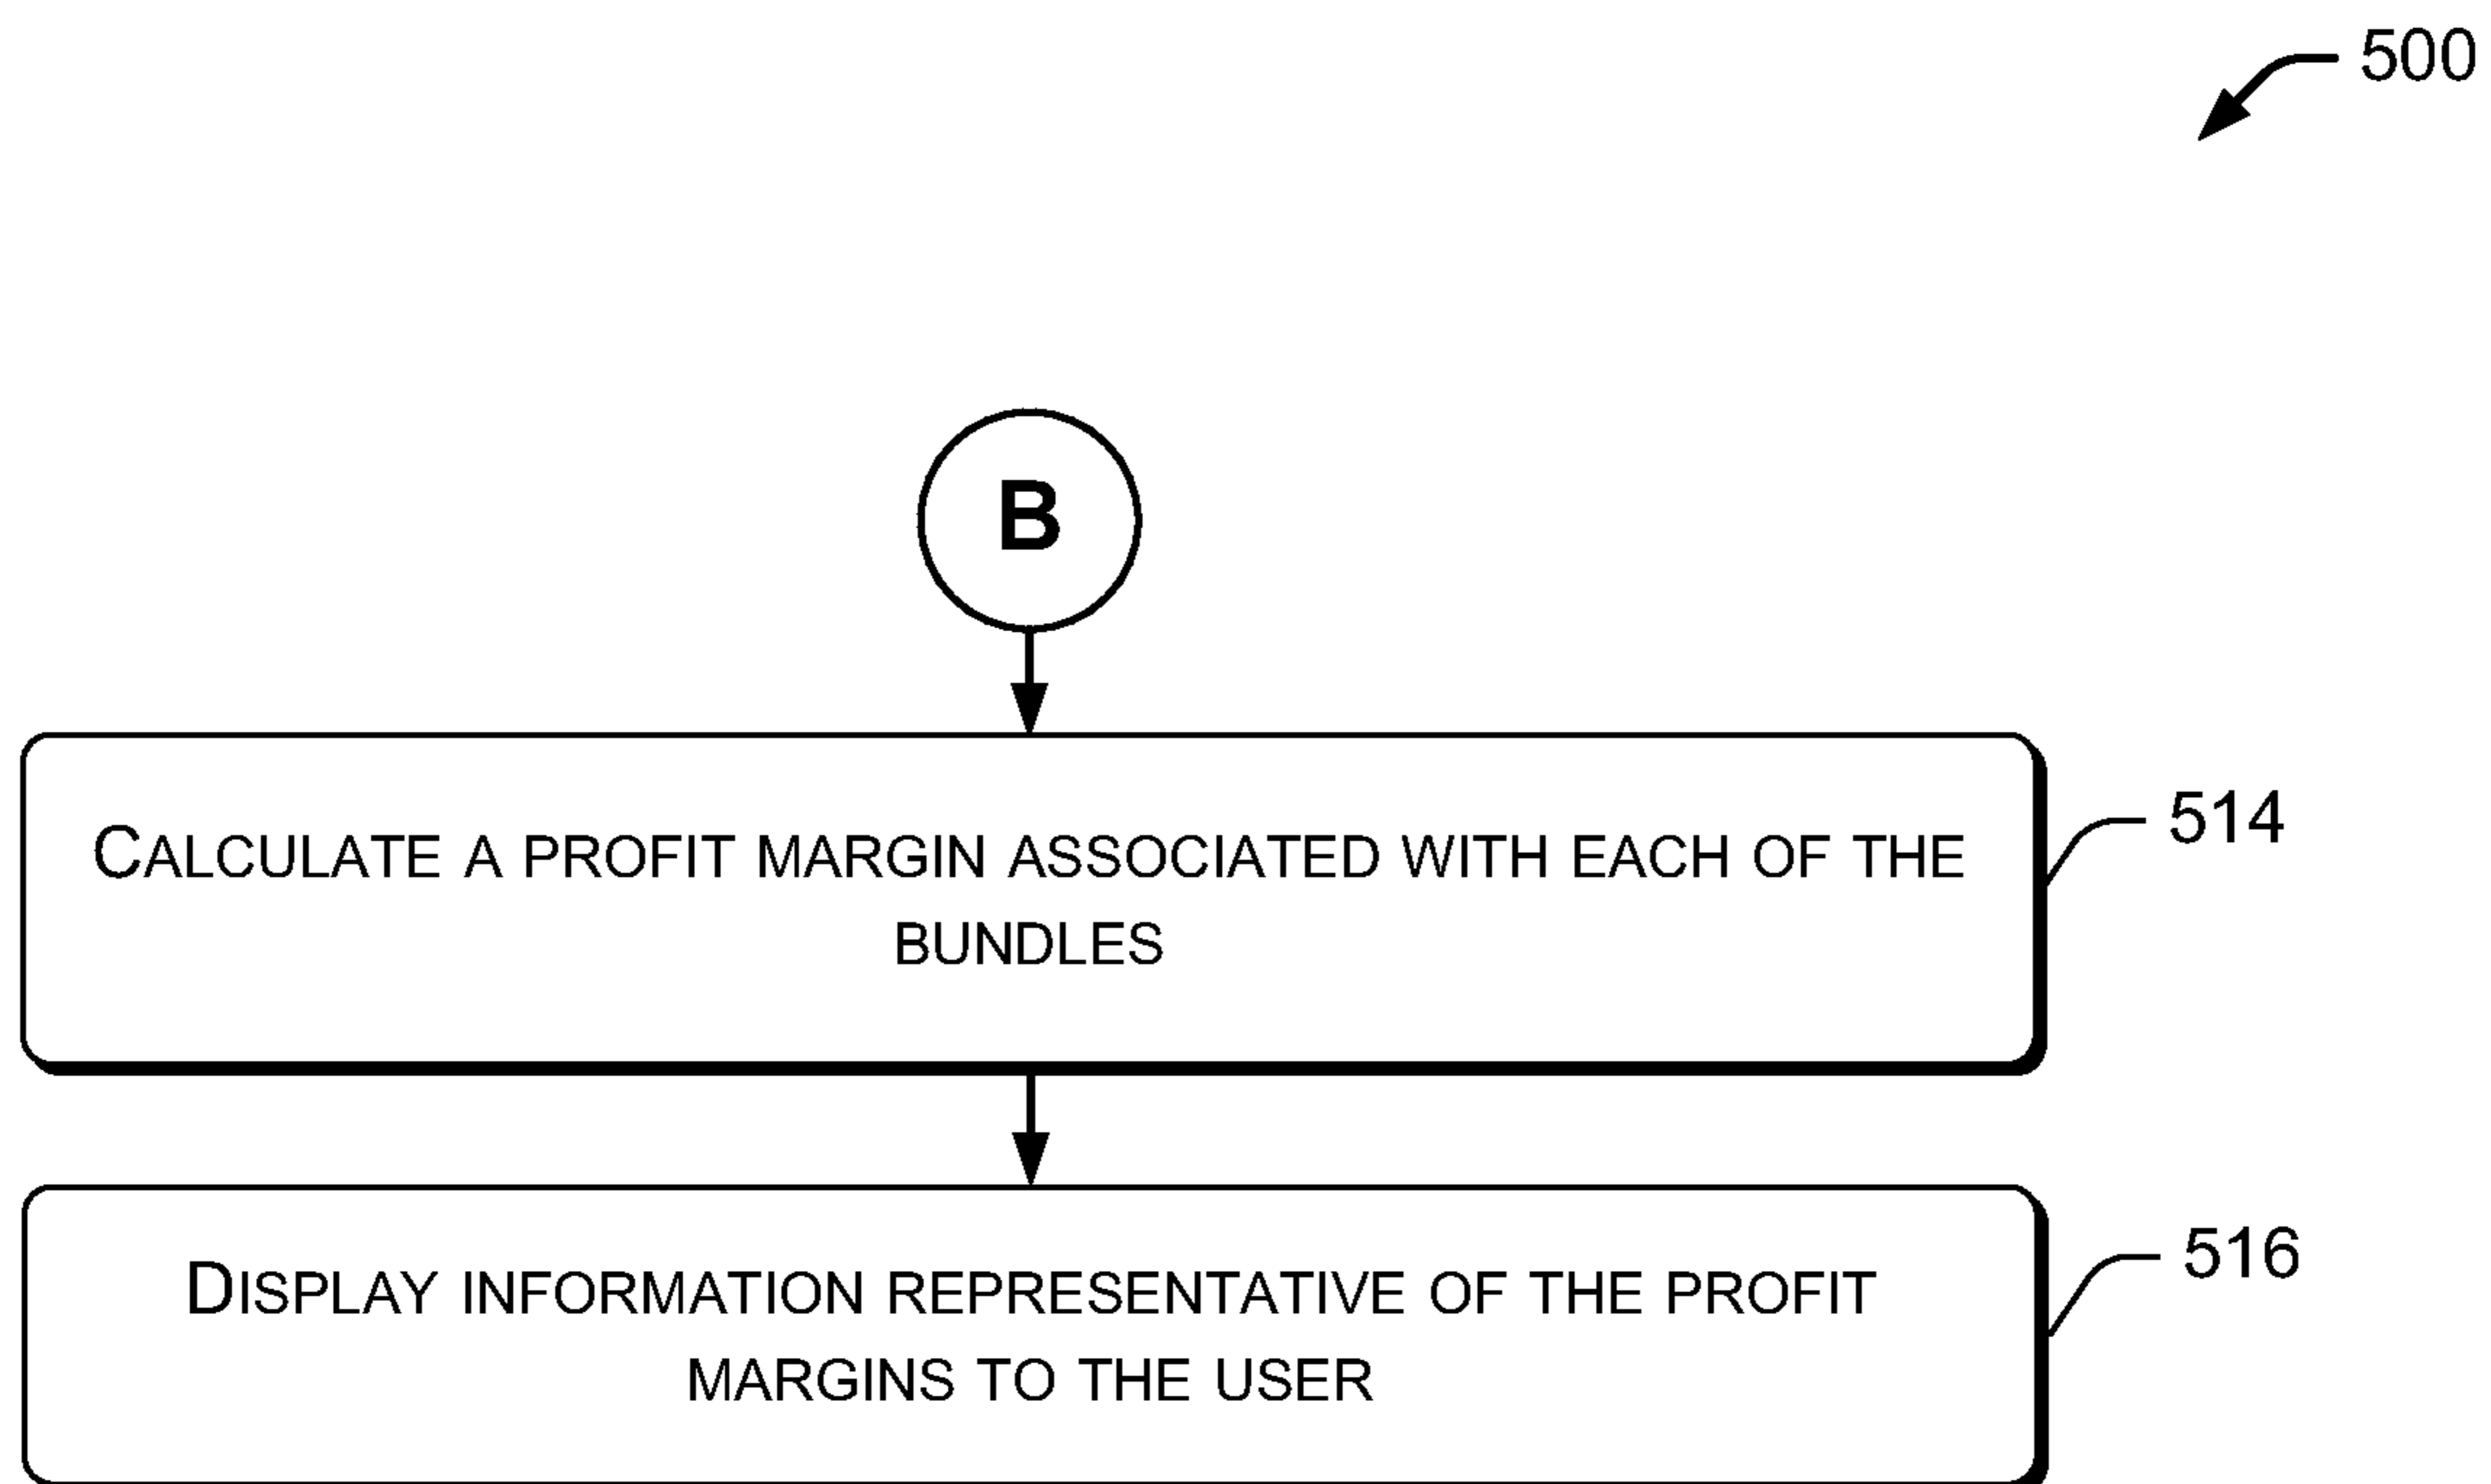 500
B
CALCULATE A PROFIT MARGIN ASSOCIATED WITH EACH OF THE
BUNDLES
514
DISPLAY INFORMATION REPRESENTATIVE OF THE PROFIT
MARGINS TO THE USER
516